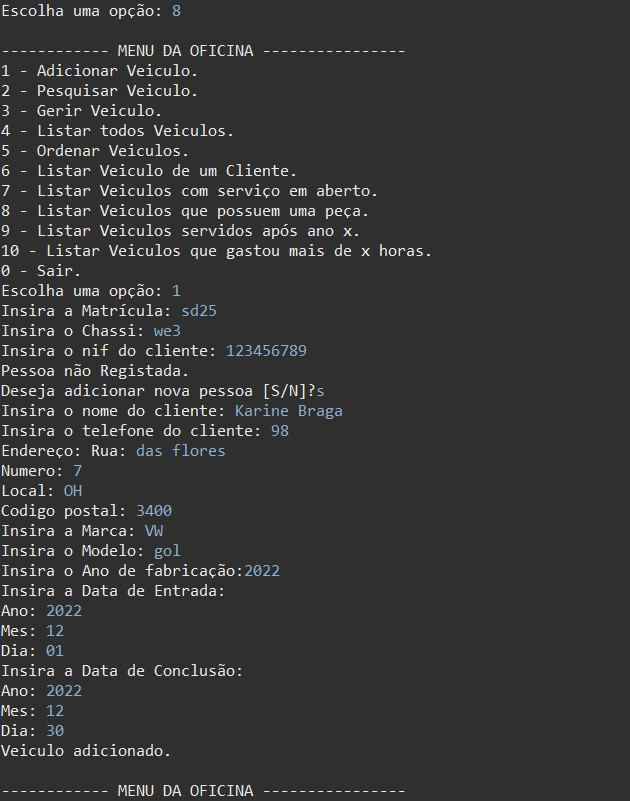 Escolha uma opção: 8
------------ MENU DA OFICINA ----------------
1 - Adicionar Veiculo.
2 - Pesquisar Veiculo.
3 - Gerir Veiculo.
4 - Listar todos Veiculos.
5 - Ordenar Veiculos.
6 - Listar Veiculo de um Cliente.
7 - Listar Veiculos com serviço em aberto.
8 - Listar Veiculos que possuem uma peça.
9 - Listar Veiculos servidos após ano x.
10 - Listar Veiculos que gastou mais de x horas.
0 - Sair.
Escolha uma opção: 1
Insira a Matrícula: sd25
Insira o Chassi: we3
Insira o nif do cliente: 123456789
Pessoa não Registada.
Deseja adicionar nova pessoa [S/N]?s
Insira o nome do cliente: Karine Braga
Insira o telefone do cliente: 98
Endereço: Rua: das flores
Numero: 7
Local: OH
Codigo postal: 3400
Insira a Marca: VW
Insira o Modelo: gol
Insira o Ano de fabricação:2022
Insira a Data de Entrada:
Ano: 2022
Mes: 12
Dia: 01
Insira a Data de Conclusão:
Ano: 2022
Mes: 12
Dia: 30
Veiculo adicionado.
------------ MENU DA OFICINA ----------------